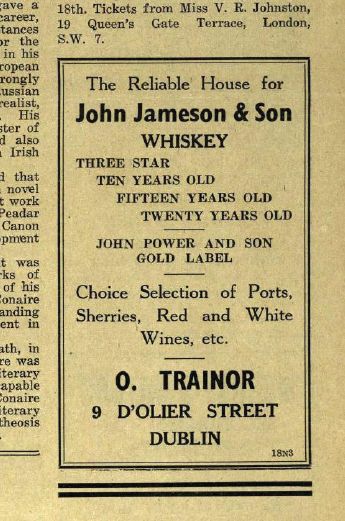 gave a
career,
stances
or the
in his
ropean
rongly
Russian
realist,
His
ster of
d also
Irish
d that
novel
t work
Peadar
Canon
opment
t was
rks of
of his
Conaire
anding
ent in
ath, in
re was
iterary
apable
Conaire
iterary
theosis
18th. Tickets from Miss V. R. Johnston,
19 Queen's Gate Terrace, London,
S.W. 7.
The Reliable House for
John Jameson & Son
WHISKEY
THREE STAR
TEN YEARS OLD
FIFTEEN YEARS OLD
TWENTY YEARS OLD
JOHN POWER AND SON
GOLD LABEL
Choice Selection of Ports,
Sherries, Red and White
Wines, etc.
O. TRAINOR
9 D'OLIER STREET
DUBLIN
18N3